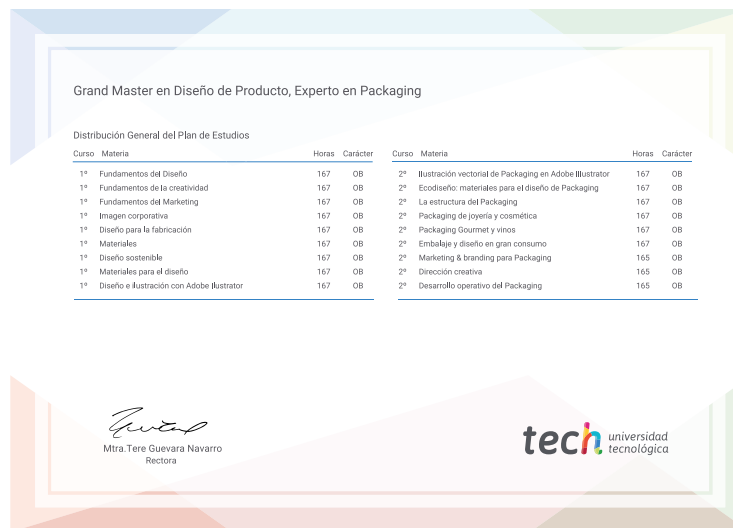 Grand Master en Diseño de Producto, Experto en Packaging
Distribución General del Plan de Estudios
Curso Materia Horas Carácter
1º Fundamentos del Diseño 167 OB
1º Fundamentos de la creatividad 167 OB
1º Fundamentos del Marketing 167 OB
1º Imagen corporativa 167 OB
1º Diseño para la fabricación 167 OB
1º Materiales 167 OB
1º Diseño sostenible 167 OB
1º Materiales para el diseño 167 OB
1º Diseño e ilustración con Adobe Ilustrator 167 OB
Curso Materia Horas Carácter
2º Ilustración vectorial de Packaging en Adobe Illustrator 167 OB
2º Ecodiseño: materiales para el diseño de Packaging 167 OB
2º La estructura del Packaging 167 OB
2º Packaging de joyería y cosmética 167 OB
2º Packaging Gourmet y vinos 167 OB
2º Embalaje y diseño en gran consumo 167 OB
2º Marketing & branding para Packaging 165 OB
2º Dirección creativa 165 OB
2º Desarrollo operativo del Packaging 165 OB
Mtra.Tere Guevara Navarro
Rectora
tech universidad
tecnológica